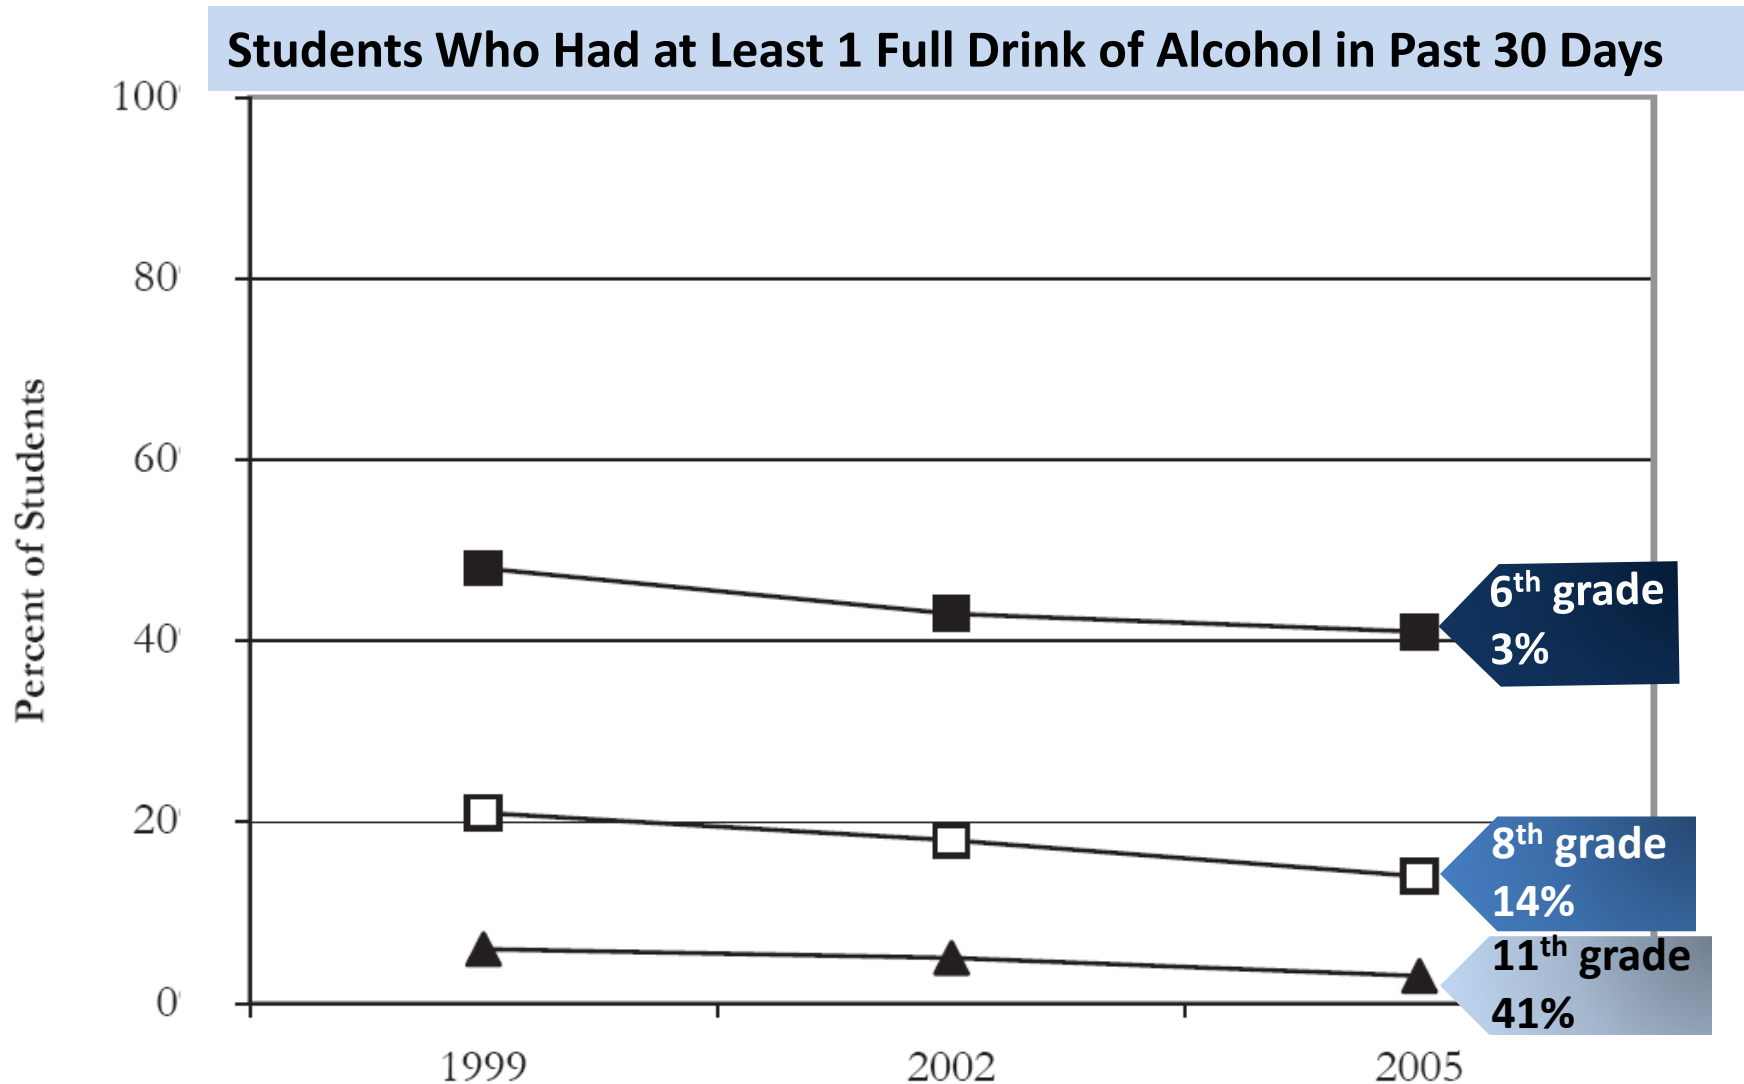 Students Who Had at Least 1 Full Drink of Alcohol in Past 30 Days
100
80
60
40
20
0
Percent of Students
6th grade
3%
8th grade
14%
11th grade
41%
1999 2002 2005